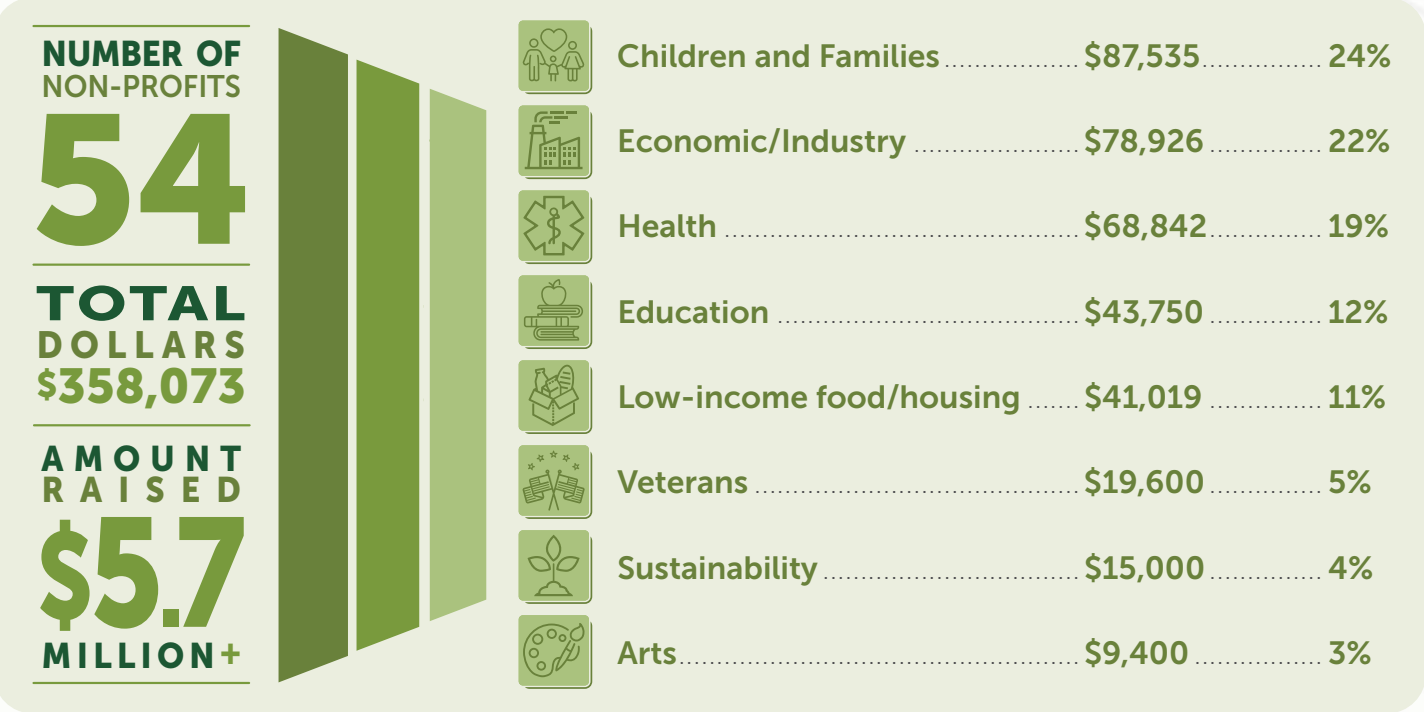 NUMBER OF
NON-PROFITS
54
TOTAL
DOLLARS
$358,073
AMOUNT
RAISED
$5.7
MILLION+
Children and Families $87,535 24%
Economic/Industry $78,926 22%
Health $68,842 19%
Education $43,750 12%
Low-income food/housing $41,019 11%
Veterans $19,600 5%
Sustainability $15,000 4%
Arts $9,400 3%